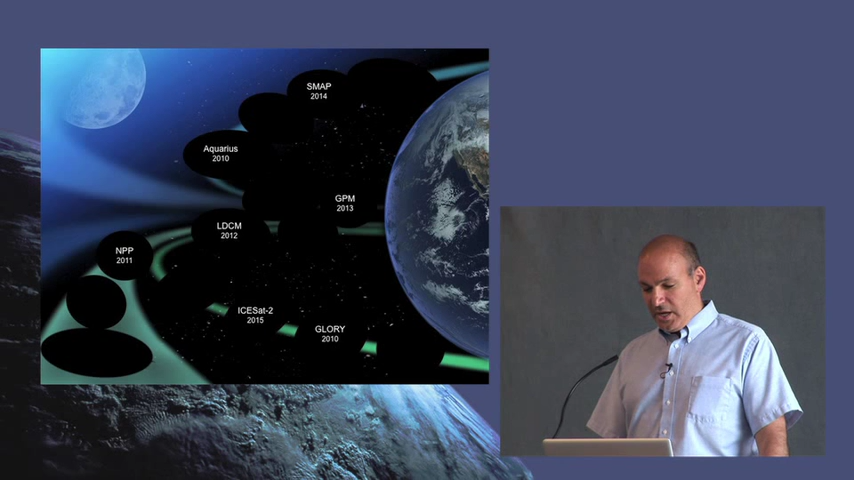 SMAP
2014
Aquarius
2010
GPM
2013
LDCM
2012
NPP
2011
ICESat-2
2015
GLORY
2010